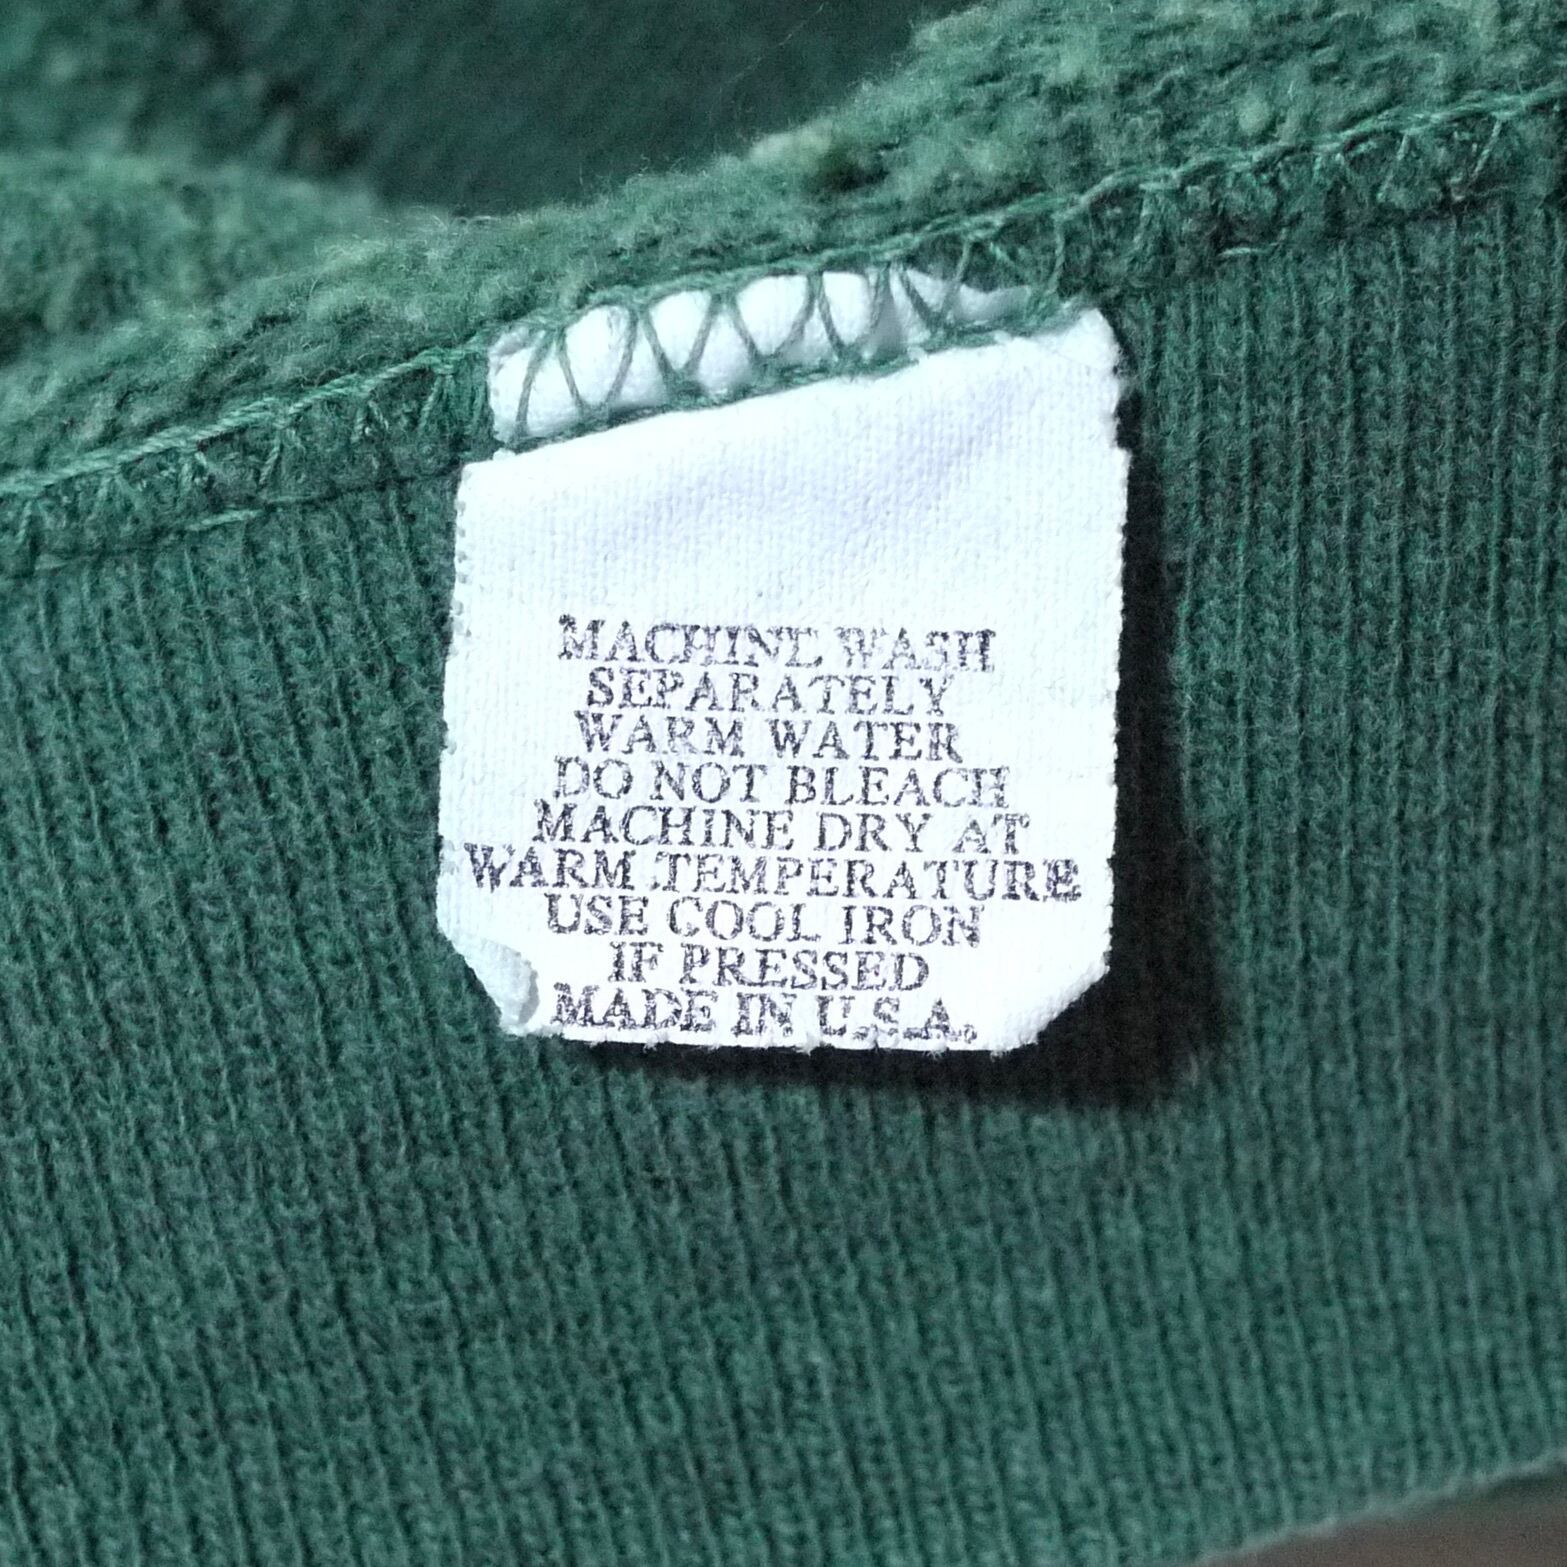 MACHINE WASH
SEPARATELY
WARM WATER
DO NOT BLEACH
MACHINE DRY AT
WARM TEMPERATURE
USE COOL IRON
IF PRESSED
MADE IN U.S.A.